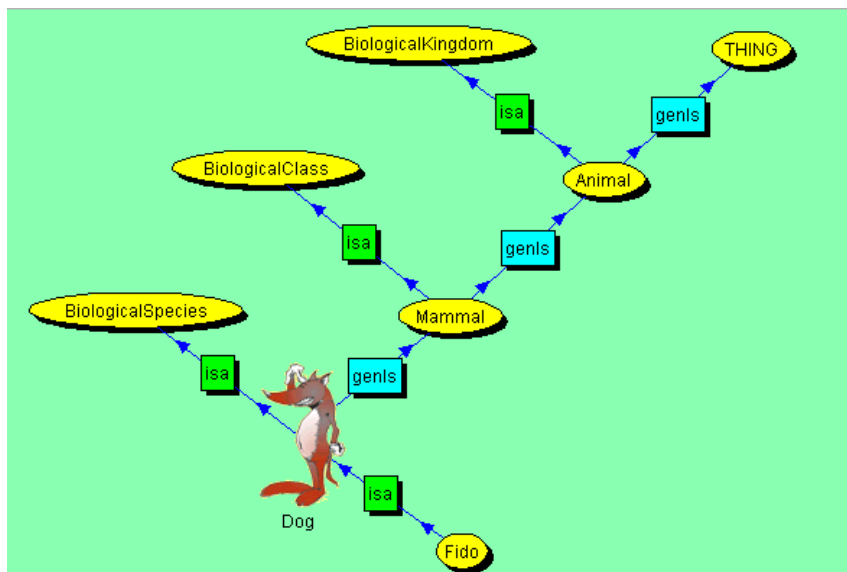 BiologicalKingdom
THING
isa
genls
BiologicalClass
Animal
isa
genls
BiologicalSpecies
Mammal
isa
genls
isa
Dog
Fido